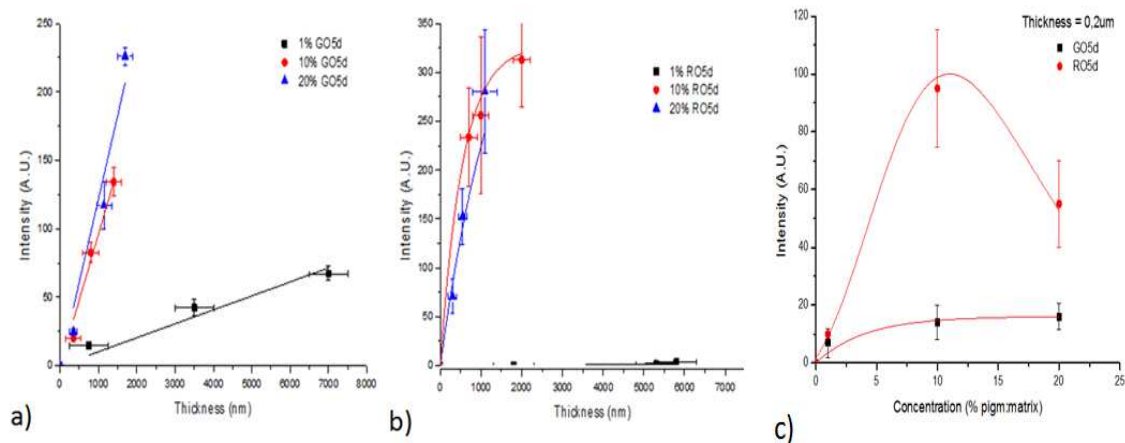 250
200
150
100
50
0
Intensity (A.U.)
1% GO5d
10% GO5d
20% GO5d
0 1000 2000 3000 4000 5000 6000 7000 8000
Thickness (nm)
a)
350
300
250
200
150
100
50
0
Intensity (A.U.)
1% RO5d
10% RO5d
20% RO5d
0 1000 2000 3000 4000 5000 6000 7000
Thickness (nm)
b)
120
100
80
60
40
20
0
Intensity (A.U.)
Thickness = 0,2um
GO5d
RO5d
0 5 10 15 20 25
Concentration (% pigm:matrix)
c)